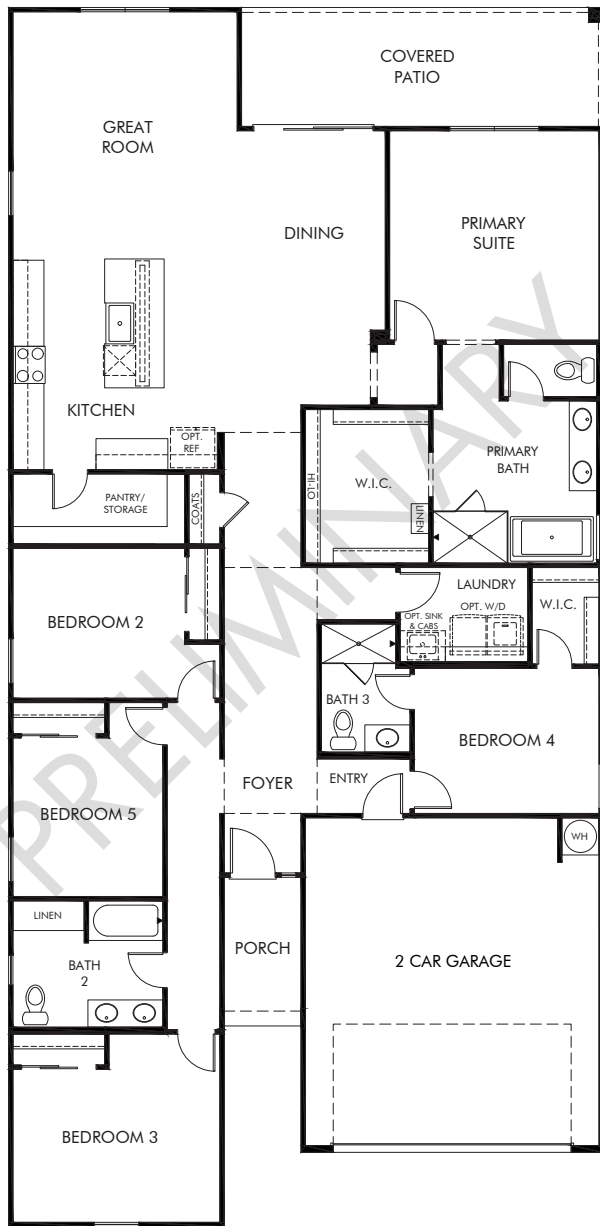 COVERED
PATIO
GREAT
ROOM
DINING
PRIMARY
SUITE
KITCHEN
OPT.
REF
HI-LO
W.I.C.
LINEN
PRIMARY
BATH
PANTRY/
STORAGE
COATS
BEDROOM 2
LAUNDRY
OPT. SINK
& CABS
OPT. W/D
W.I.C.
BATH 3
BEDROOM 4
FOYER
ENTRY
BEDROOM 5
WH
LINEN
BATH
2
PORCH
2 CAR GARAGE
BEDROOM 3
PRELIMINARY